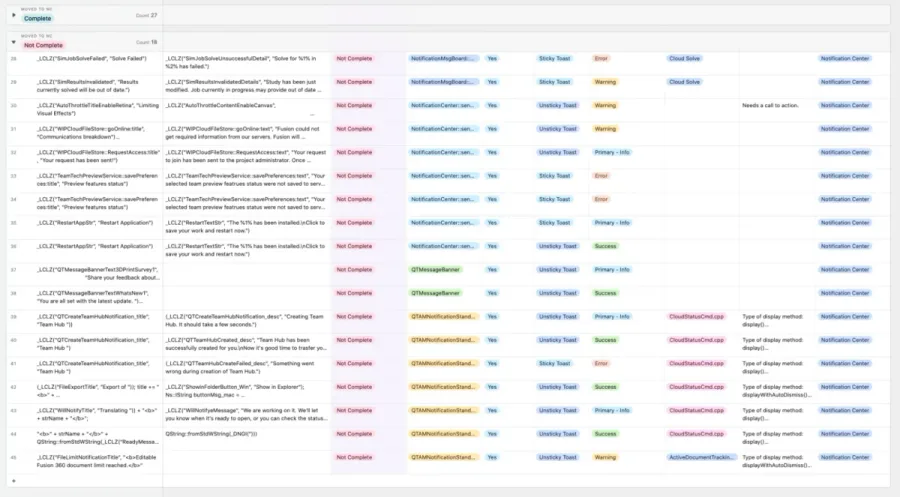 MOVED TO NC
Complete
Count 27
MOVED TO NC
Not Complete
Count 18
28 _LCLZ("SimJobSolveFailed", "Solve Failed") _LCLZ("SimJobSolveUnsuccessfulDetail", "Solve for %1% in Not Complete NotificationMsgBoard:... Yes Sticky Toast Error Cloud Solve Notification Center
%2% has failed.")
29 _LCLZ("SimResultsInvalidated", "Results _LCLZ("SimResultsInvalidatedDetails", "Study has been just Not Complete NotificationMsgBoard:... Yes Sticky Toast Warning Cloud Solve Notification Center
currently solved will be out of date.") modified. Job currently in progress may provide out of date ...
30 _LCLZ("AutoThrottleTitleEnableRetina", "Limiting _LCLZ("AutoThrottleContentEnableCanvas", Not Complete NotificationCenter::sen... Yes Unsticky Toast Warning Needs a call to action. Notification Center
Visual Effects") ...
31 _LCLZ("WIPCloudFileStore::goOnline:title", _LCLZ("WIPCloudFileStore::goOnline:text", "Fusion could not Not Complete NotificationCenter::sen... Yes Unsticky Toast Warning Notification Center
"Communications breakdown") get required information from our servers. Fusion will ...
32 _LCLZ("WIPCloudFileStore::RequestAccess:title" _LCLZ("WIPCloudFileStore::RequestAccess:text", "Your request Not Complete NotificationCenter::sen... Yes Unsticky Toast Primary - Info Notification Center
, "Your request has been sent!") to join has been sent to the project administrator. Once ...
33 _LCLZ("TeamTechPreviewService::savePreferen _LCLZ("TeamTechPreviewService::savePreferences:text", "Your Not Complete NotificationCenter::sen... Yes Sticky Toast Error Notification Center
ces:title", "Preview features status") selected team preview featrues status were not saved to serv...
34 _LCLZ("TeamTechPreviewService::savePreferen _LCLZ("TeamTechPreviewService::savePreferences:text", "Your Not Complete NotificationCenter::sen... Yes Sticky Toast Error Notification Center
ces:title", "Preview features status") selected team preview featrues status were not saved to serv...
35 _LCLZ("RestartAppStr", "Restart Application") _LCLZ("RestartTestStr", "The %1% has been installed.\nClick to Not Complete NotificationCenter::sen... Yes Sticky Toast Primary - Info Notification Center
save your work and restart now.")
36 _LCLZ("RestartAppStr", "Restart Application") _LCLZ("RestartTestStr", "The %1% has been installed.\nClick to Not Complete NotificationCenter::sen... Yes Unsticky Toast Success Notification Center
save your work and restart now.")
37 _LCLZ("QTMessageBannerTest3DPrintSurvey1", Not Complete QTMessageBanner Yes Unsticky Toast Primary - Info Notification Center
"Share your feedback about...
38 _LCLZ("QTMessageBannerTestWhatsNew1", Not Complete QTMessageBanner Yes Unsticky Toast Success Notification Center
"You are all set with the latest update. ")...
39 _LCLZ("QTCreateTeamHubNotification_title", (_LCLZ("QTCreateTeamHubNotification_desc", "Creating Team Not Complete QTAMNotificationStand... Yes Unsticky Toast Primary - Info CloudStatusCmd.cpp Type of display method: Notification Center
"Team Hub ")) Hub. It should take a few seconds.") display()...
40 _LCLZ("QTCreateTeamHubNotification_title", _LCLZ("QTTeamHubCreated_desc", "Team Hub has been Not Complete QTAMNotificationStand... Yes Unsticky Toast Success CloudStatusCmd.cpp Type of display method: Notification Center
"Team Hub") successfully created for you.\nNow it's good time to trasfer yo... display()...
41 _LCLZ("QTCreateTeamHubNotification_title", (_LCLZ("QTTeamHubCreateFailed_desc", "Something went Not Complete QTAMNotificationStand... Yes Sticky Toast Error CloudStatusCmd.cpp Type of display method: Notification Center
"Team Hub") wrong during creation of Team Hub") display()...
42 (_LCLZ("FileExportTitle", "Export of ")); title += " _LCLZ("ShowInFolderButton_Win", "Show in Explorer"); Not Complete QTAMNotificationStand... Yes Unsticky Toast Success CloudStatusCmd.cpp Type of display method: Notification Center
<b>" + ... Ns::IString buttonMsg_mac = ... displayWithAutoDismiss()...
43 _LCLZ("WillNotifyTitle", "Translating ")) + "<b>" _LCLZ("WillNotifyeMessage", "We are working on it. We'll let Not Complete QTAMNotificationStand... Yes Unsticky Toast Primary - Info CloudStatusCmd.cpp Type of display method: Notification Center
+ strName + "</b>"; you know when it's ready to open, or you can check the status... display()...
44 "<b>" + strName + "</b>" + QString::fromStdWString(_DNG(""))) Not Complete QTAMNotificationStand... Yes Unsticky Toast Success CloudStatusCmd.cpp Type of display method: Notification Center
QString::fromStdWString(_LCLZ("ReadyMessa... display()...
45 _LCLZ("FileLimitNotificationTitle", "<b>Editable Not Complete QTAMNotificationStand... Yes Unsticky Toast Warning ActiveDocumentTrackin... Type of display method: Notification Center
Fusion 360 document limit reached.</b>" displayWithAutoDismiss()...
+